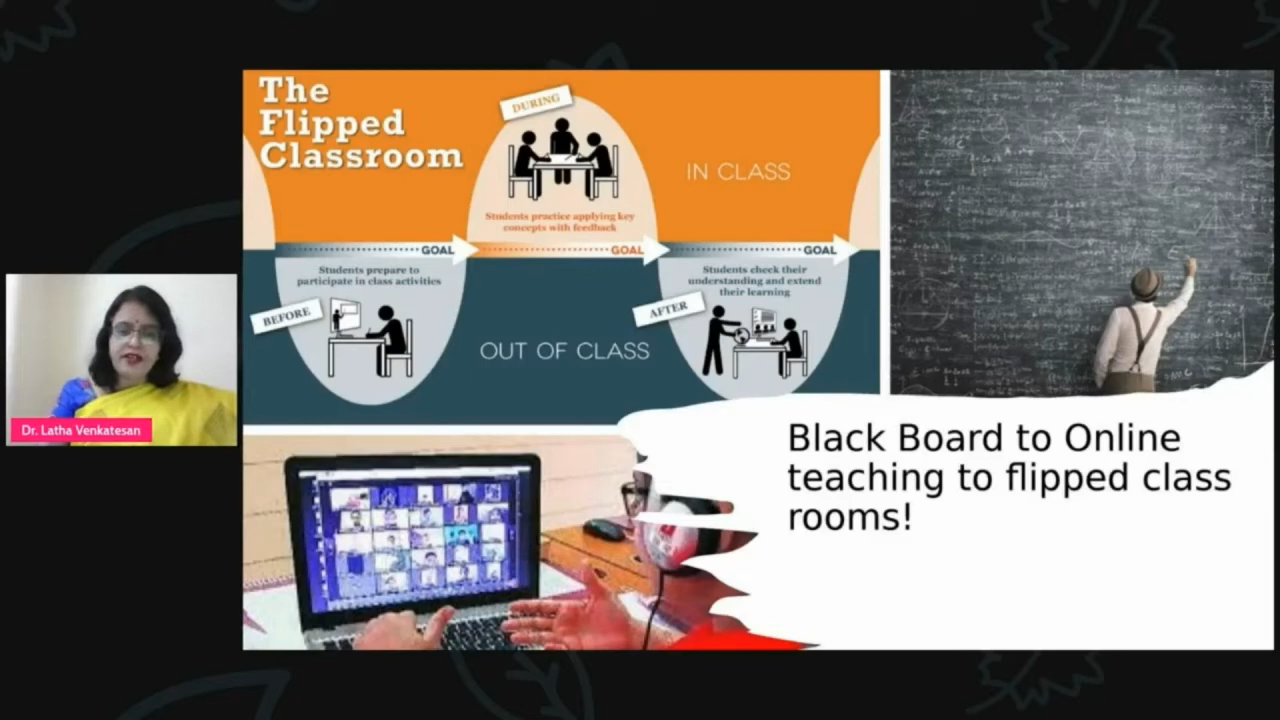 The
Flipped
Classroom
DURING
IN CLASS
Students practice applying key
concepts with feedback
GOAL
GOAL
GOAL
Students prepare to
participate in class activities
Students check their
understanding and extend
their learning
BEFORE
AFTER
OUT OF CLASS
Dr. Latha Venkatesan
Black Board to Online
teaching to flipped class
rooms!